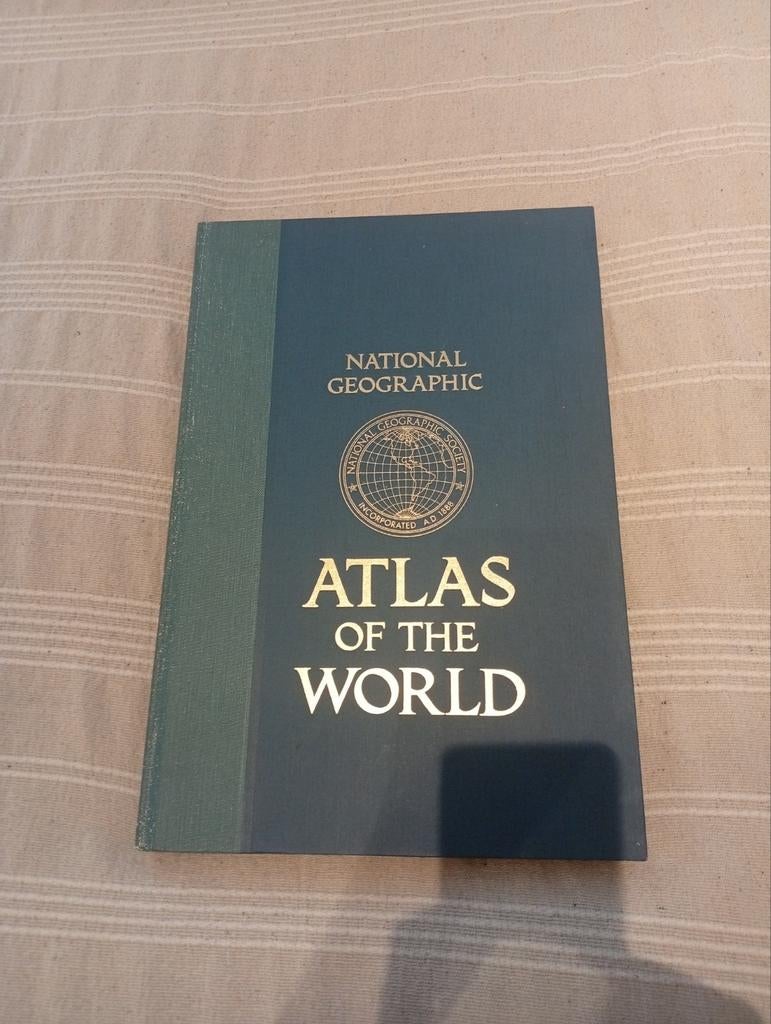 NATIONAL
GEOGRAPHIC
NATIONAL GEOGRAPHIC SOCIETY
INCORPORATED A.D. 1888
ATLAS
OF THE
WORLD